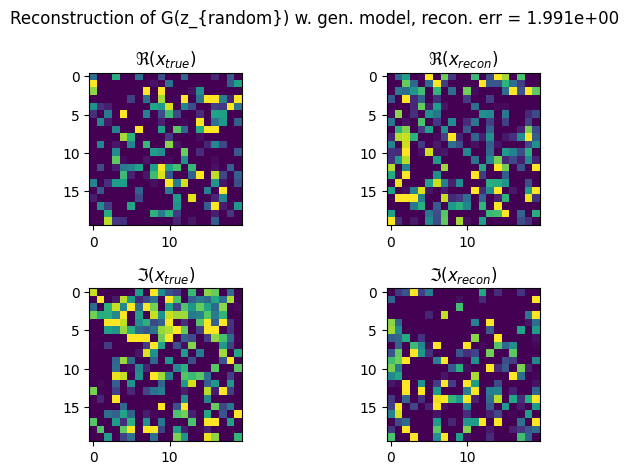 Reconstruction of G(z_{random}) w. gen. model, recon. err = 1.991e+00
ℜ(x_true) ℜ(x_recon)
0 0
5 5
10 10
15 15
0 10 0 10
ℑ(x_true) ℑ(x_recon)
0 0
5 5
10 10
15 15
0 10 0 10